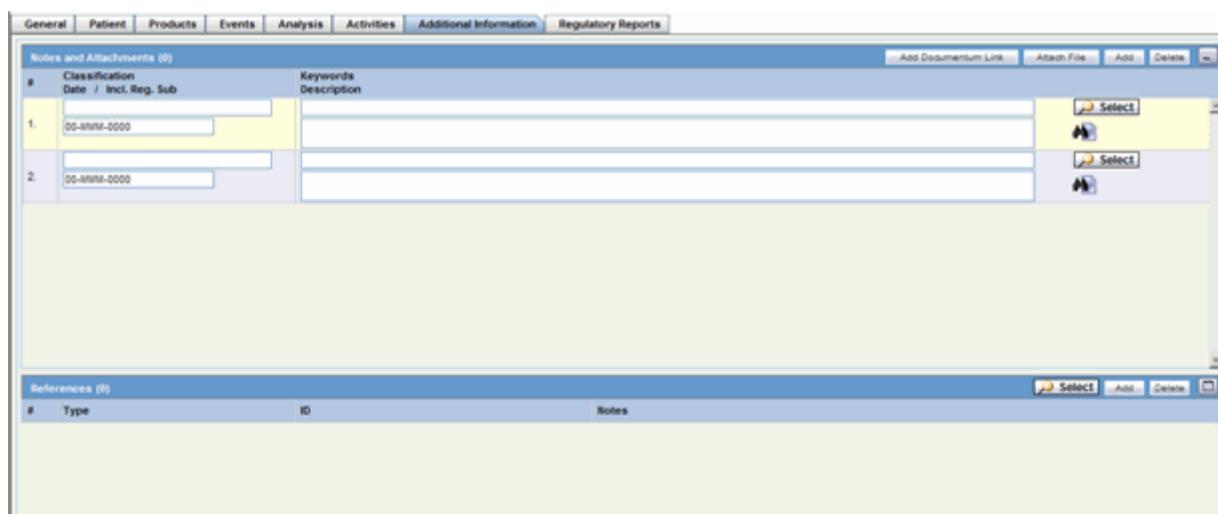 General Patient Products Events Analysis Activities Additional Information Regulatory Reports
Notes and Attachments (0) Add Documentum Link Attach File Add Delete
# Classification Keywords
Date / Incl. Reg. Sub Description
Select
1. 00-MMM-0000
Select
2. 00-MMM-0000
References (0) Select Add Delete
# Type ID Notes